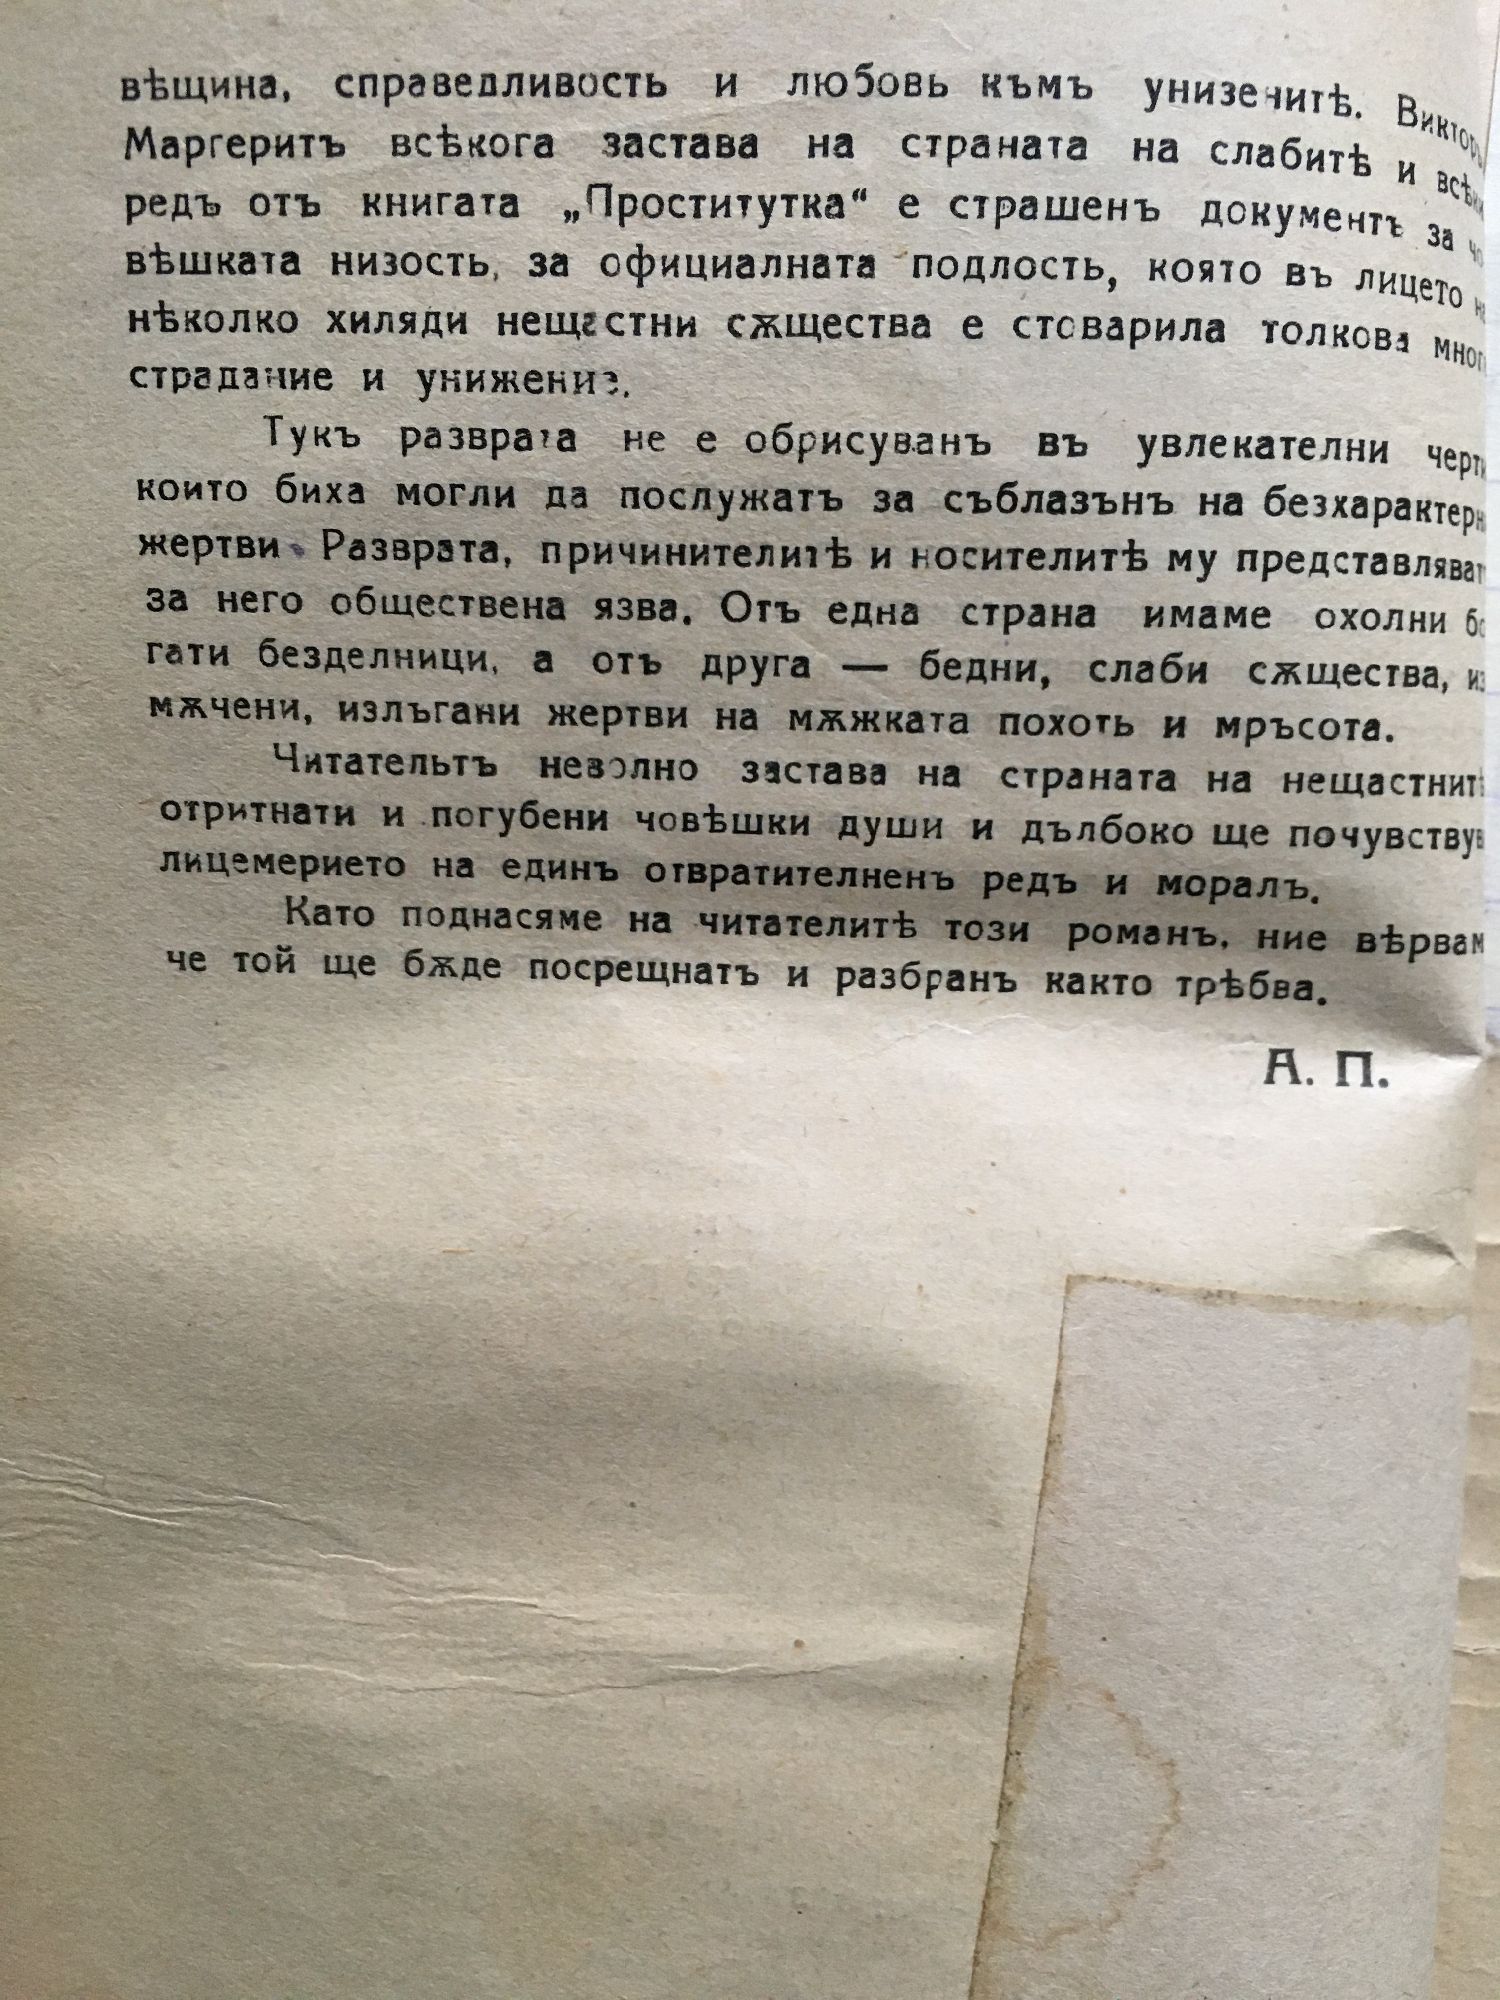 вѣщина, справедливость и любовь къмъ унизенитѣ. Викторъ
Маргеритъ всѣкога застава на страната на слабитѣ и всѣки
редъ отъ книгата „Проститутка“ е страшенъ документъ за чо
вѣшката низость, за официалната подлость, която въ лицето на
нѣколко хиляди нещастни сѫщества е стоварила толкова много
страдание и унижение.
Тукъ разврата не е обрисуванъ въ увлекателни черти
които биха могли да послужатъ за съблазънъ на безхарактерни
жертви. Разврата, причинителитѣ и носителитѣ му представляват
за него обществена язва. Отъ една страна имаме охолни бо
гати безделници, а отъ друга — бедни, слаби сѫщества, из
мѫчени, излъгани жертви на мѫжката похоть и мръсота.
Читательтъ неволно застава на страната на нещастнитѣ
отритнати и погубени човѣшки души и дълбоко ще почувствува
лицемерието на единъ отвратителненъ редъ и моралъ.
Като поднасяме на читателитѣ този романъ, ние вѣрвам
че той ще бѫде посрещнатъ и разбранъ както трѣбва.
А. П.